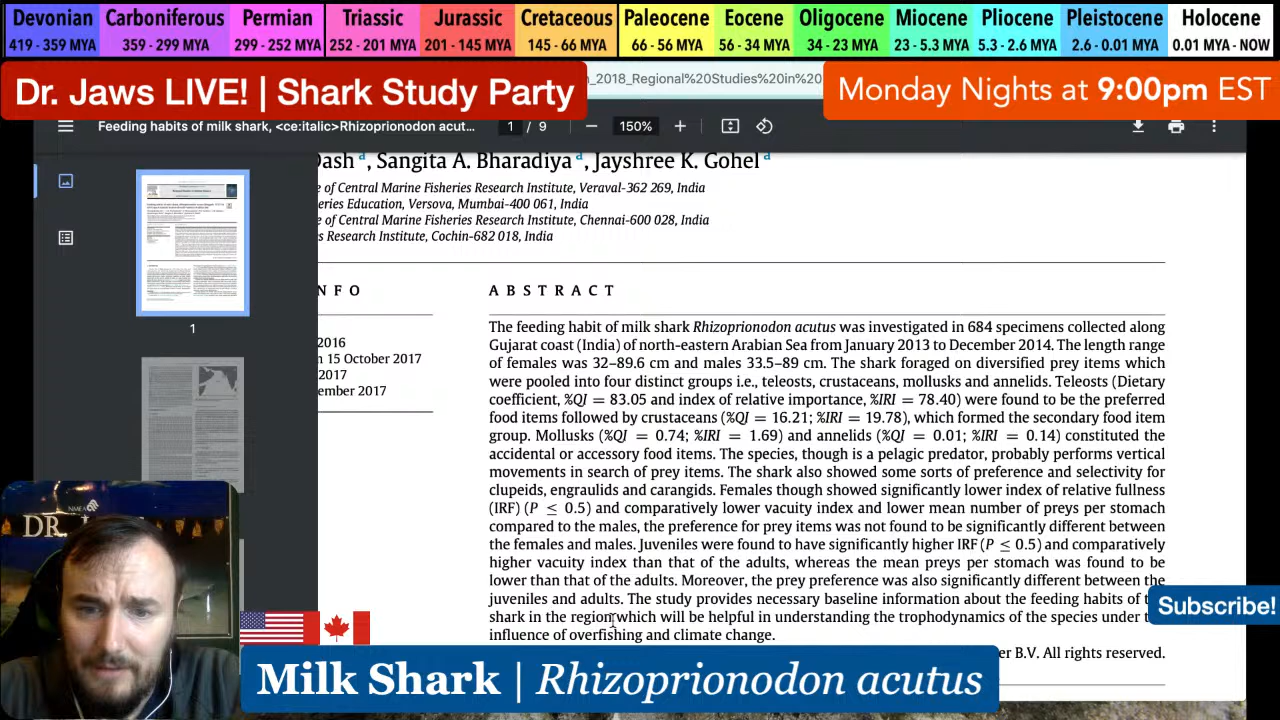 Devonian Carboniferous Permian Triassic Jurassic Cretaceous Paleocene Eocene Oligocene Miocene Pliocene Pleistocene Holocene
419 - 359 MYA 359 - 299 MYA 299 - 252 MYA 252 - 201 MYA 201 - 145 MYA 145 - 66 MYA 66 - 56 MYA 56 - 34 MYA 34 - 23 MYA 23 - 5.3 MYA 5.3 - 2.6 MYA 2.6 - 0.01 MYA 0.01 MYA - NOW
Dr. Jaws LIVE! | Shark Study Party
_2018_Regional%20Studies%20in%20
Monday Nights at 9:00pm EST
Feeding habits of milk shark, <ce:italic>Rhizoprionodon acut... 1 / 9 150%
Dash a, Sangita A. Bharadiya a, Jayshree K. Gohel a
e of Central Marine Fisheries Research Institute, Veraval-362 269, India
eries Education, Versova, Mumbai-400 061, India
e of Central Marine Fisheries Research Institute, Chennai-600 028, India
s Research Institute, Cochin-682 018, India
N F O
A B S T R A C T
2016
n 15 October 2017
2017
ember 2017
The feeding habit of milk shark Rhizoprionodon acutus was investigated in 684 specimens collected along
Gujarat coast (India) of north-eastern Arabian Sea from January 2013 to December 2014. The length range
of females was 32–89.6 cm and males 33.5–89 cm. The shark foraged on diversified prey items which
were pooled into four distinct groups i.e., teleosts, crustaceans, mollusks and annelids. Teleosts (Dietary
coefficient, %QI = 83.05 and index of relative importance, %IRI = 78.40) were found to be the preferred
food items followed by crustaceans (%QI = 16.21; %IRI = 19.78), which formed the secondary food item
group. Mollusks (%QI = 0.74; %IRI = 1.69) and annelids (%QI = 0.01; %IRI = 0.14) constituted the
accidental or accessory food items. The species, though is a pelagic predator, probably performs vertical
movements in search of prey items. The shark also showed some sorts of preference and selectivity for
clupeids, engraulids and carangids. Females though showed significantly lower index of relative fullness
(IRF) (P ≤ 0.5) and comparatively lower vacuity index and lower mean number of preys per stomach
compared to the males, the preference for prey items was not found to be significantly different between
the females and males. Juveniles were found to have significantly higher IRF (P ≤ 0.5) and comparatively
higher vacuity index than that of the adults, whereas the mean preys per stomach was found to be
lower than that of the adults. Moreover, the prey preference was also significantly different between the
juveniles and adults. The study provides necessary baseline information about the feeding habits of t
shark in the region which will be helpful in understanding the trophodynamics of the species under t
influence of overfishing and climate change.
er B.V. All rights reserved.
1
DR.
Subscribe!
Milk Shark | Rhizoprionodon acutus